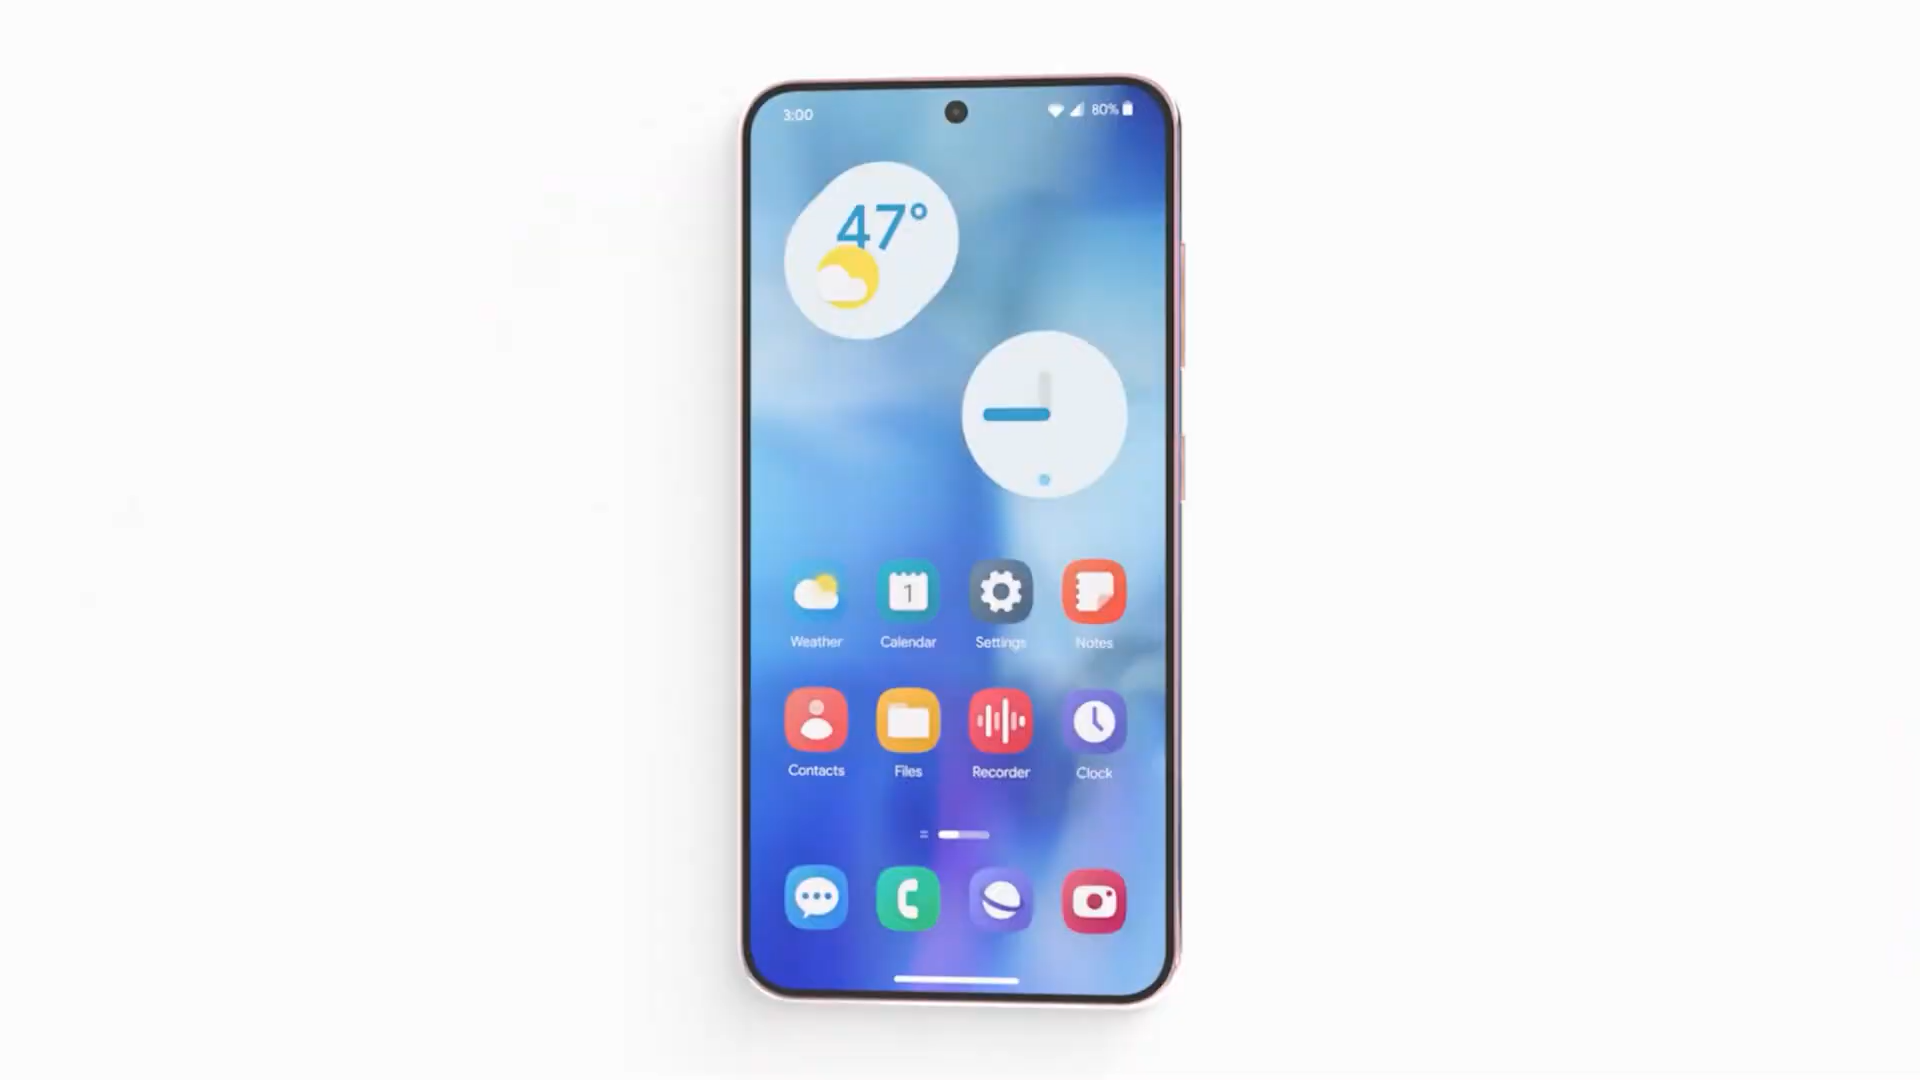 3:00
80%
47°
1
Weather
Calendar
Settings
Notes
Contacts
Files
Recorder
Clock